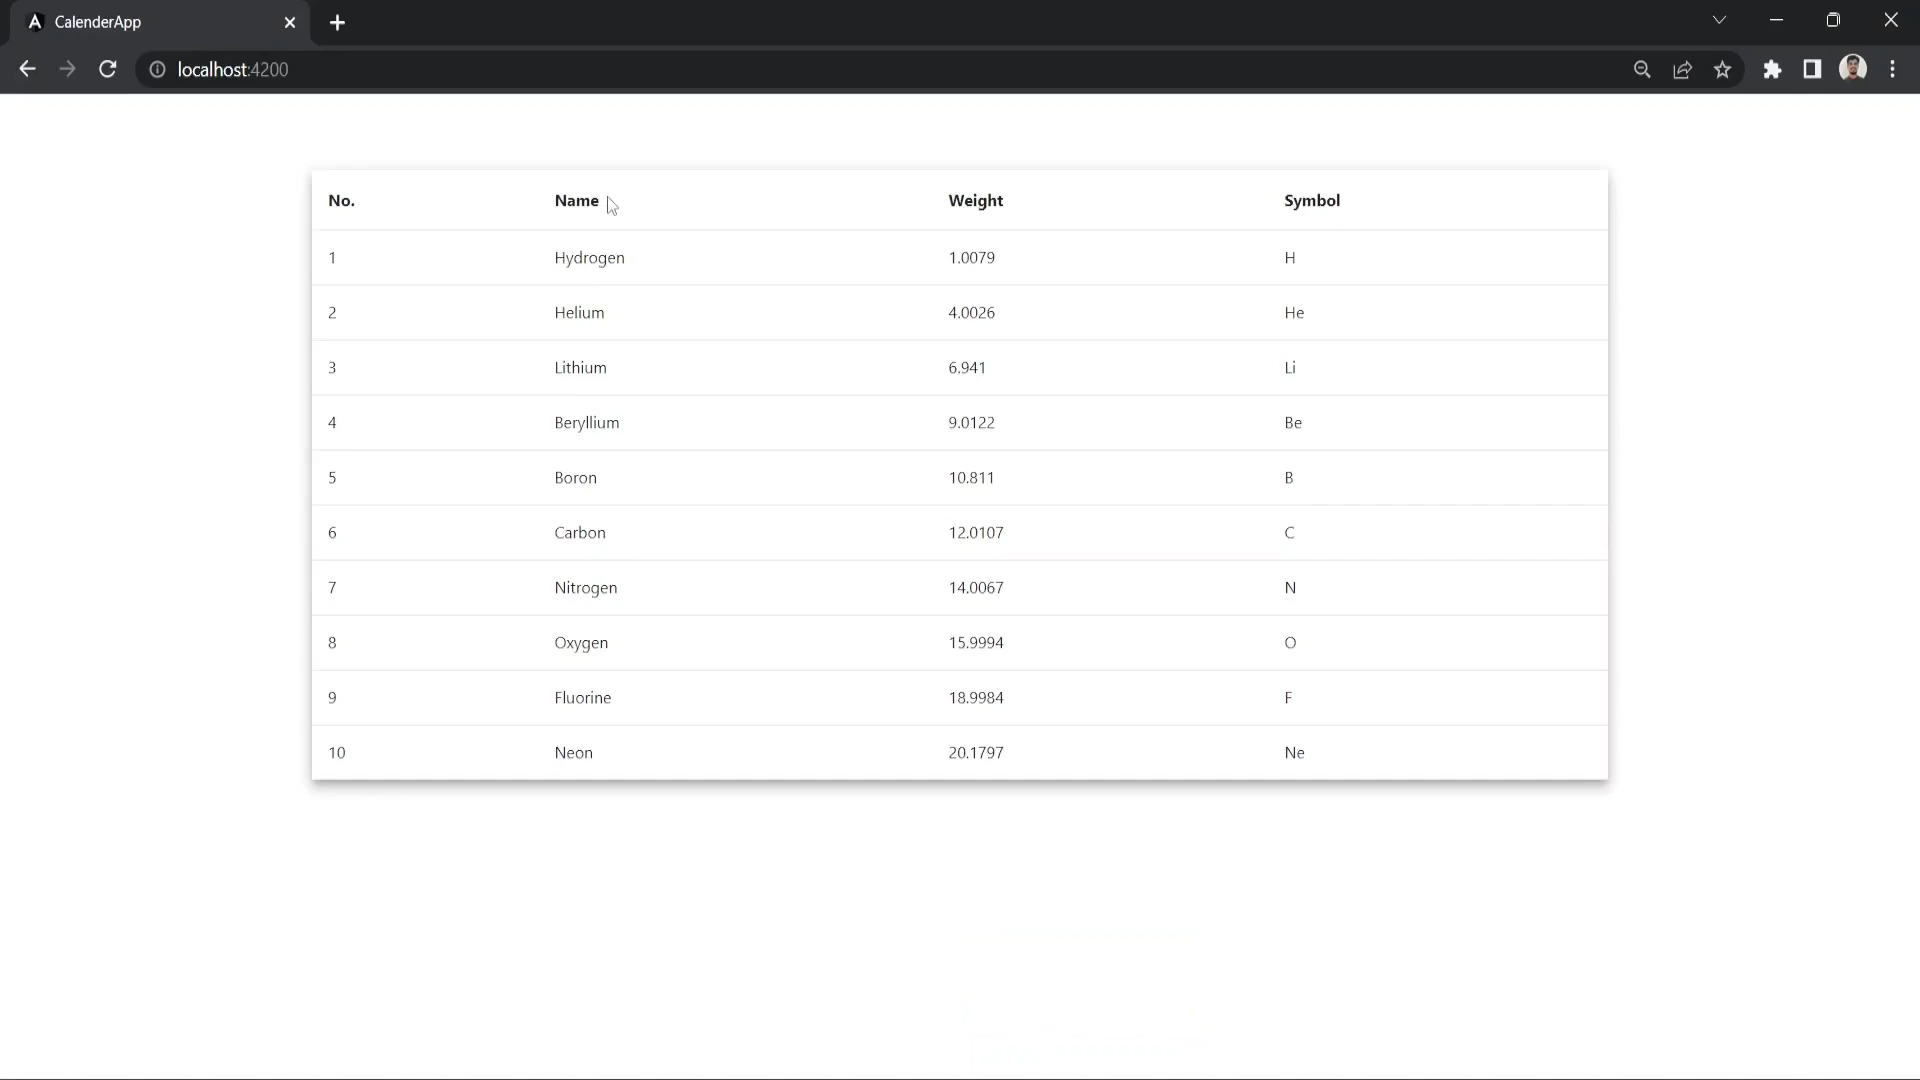 CalenderApp
localhost:4200
No. Name Weight Symbol
1 Hydrogen 1.0079 H
2 Helium 4.0026 He
3 Lithium 6.941 Li
4 Beryllium 9.0122 Be
5 Boron 10.811 B
6 Carbon 12.0107 C
7 Nitrogen 14.0067 N
8 Oxygen 15.9994 O
9 Fluorine 18.9984 F
10 Neon 20.1797 Ne